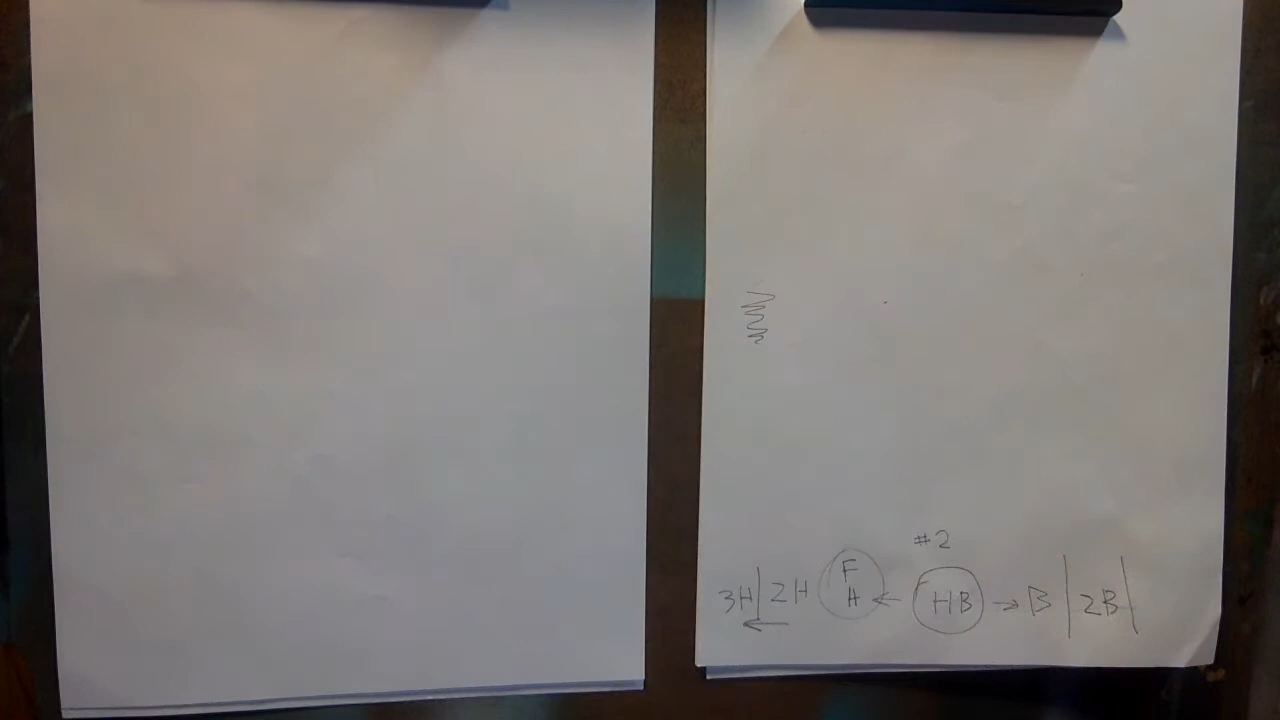 #2
3H | 2H F H ← HB → B | 2B |